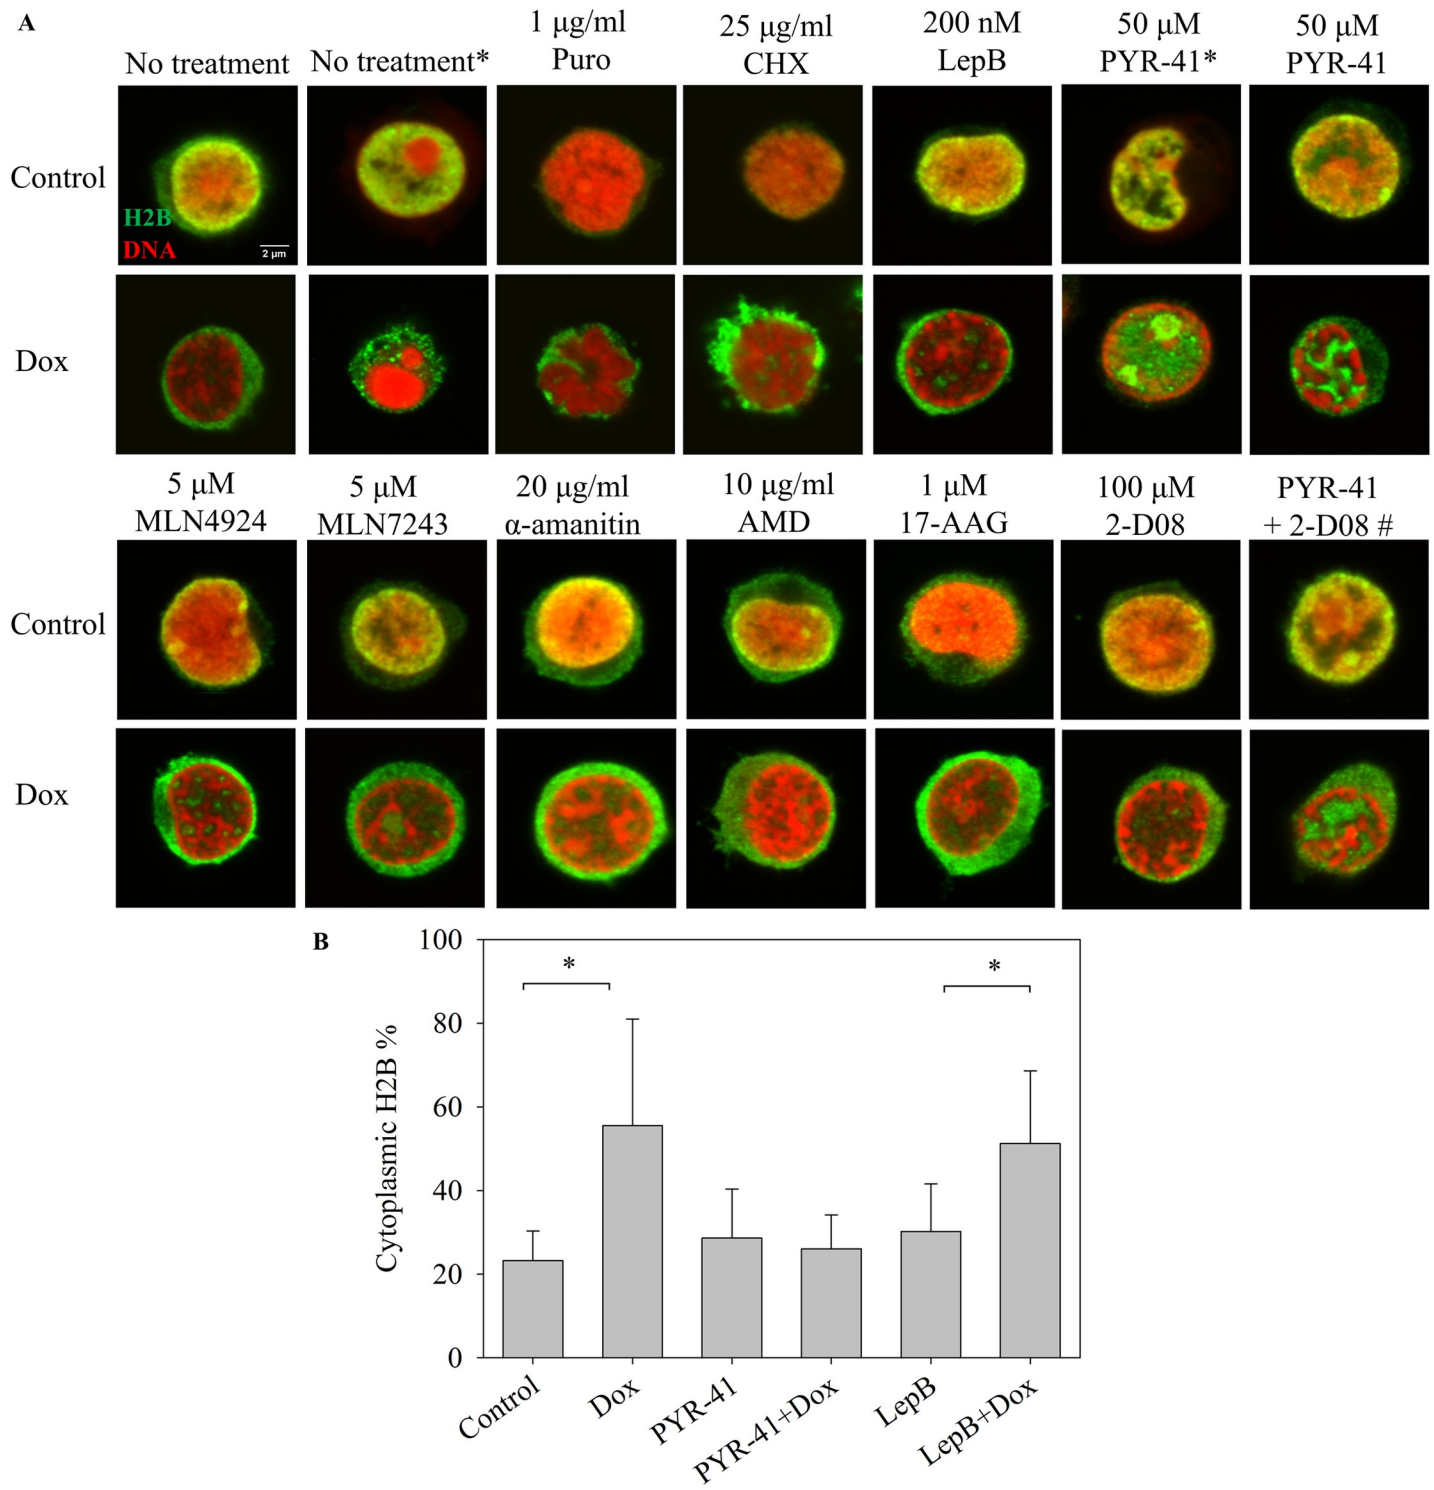 A
No treatment
No treatment*
1 μg/ml
Puro
25 μg/ml
CHX
200 nM
LepB
50 μM
PYR-41*
50 μM
PYR-41
Control
H2B
DNA
2 μm
Dox
5 μM
MLN4924
5 μM
MLN7243
20 μg/ml
α-amanitin
10 μg/ml
AMD
1 μM
17-AAG
100 μM
2-D08
PYR-41
+ 2-D08 #
Control
Dox
B
Cytoplasmic H2B %
100
80
60
40
20
0
*
*
Control
Dox
PYR-41
PYR-41+Dox
LepB
LepB+Dox